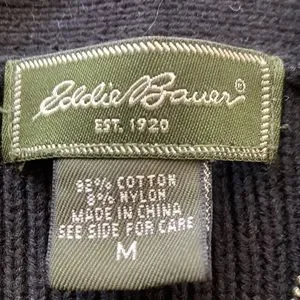 Eddie Bauer®
EST. 1920
92% COTTON
8% NYLON
MADE IN CHINA
SEE SIDE FOR CARE
M